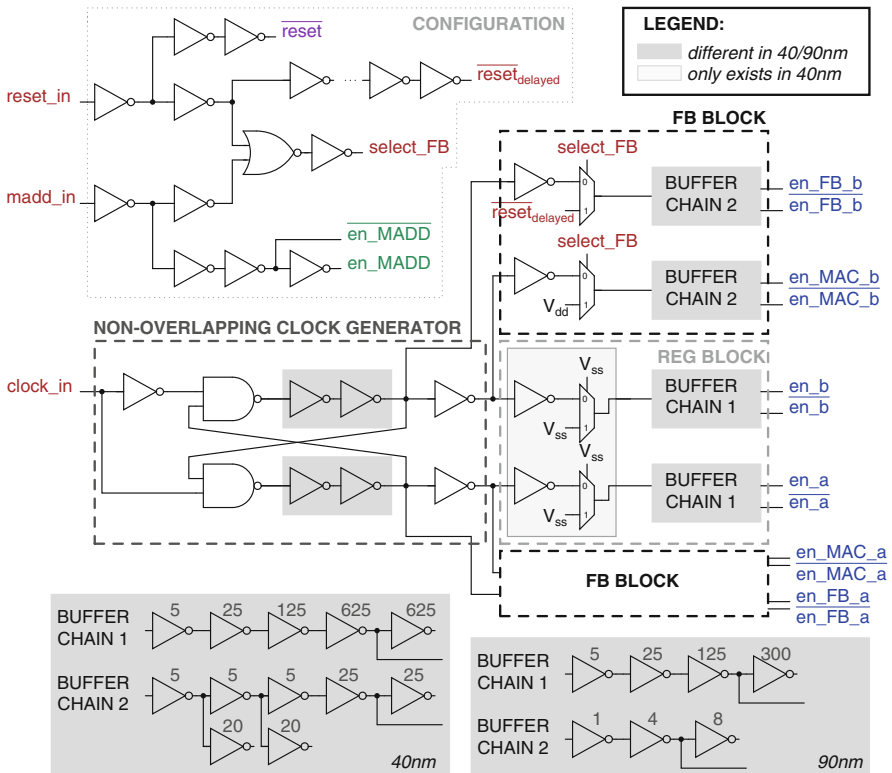 CONFIGURATION
reset
reset_in
reset delayed
select_FB
madd_in
en_MADD
en_MADD
LEGEND:
different in 40/90nm
only exists in 40nm
FB BLOCK
select_FB
0
1
reset delayed
BUFFER
CHAIN 2
en_FB_b
en_FB_b
select_FB
0
1
Vdd
BUFFER
CHAIN 2
en_MAC_b
en_MAC_b
NON-OVERLAPPING CLOCK GENERATOR
clock_in
REG BLOCK
Vss
0
1
Vss
BUFFER
CHAIN 1
en_b
en_b
Vss
0
1
Vss
BUFFER
CHAIN 1
en_a
en_a
FB BLOCK
en_MAC_a
en_MAC_a
en_FB_a
en_FB_a
BUFFER
CHAIN 1
5 25 125 625 625
BUFFER
CHAIN 2
5 5 5 25 25
20 20
40nm
BUFFER
CHAIN 1
5 25 125 300
BUFFER
CHAIN 2
1 4 8
90nm